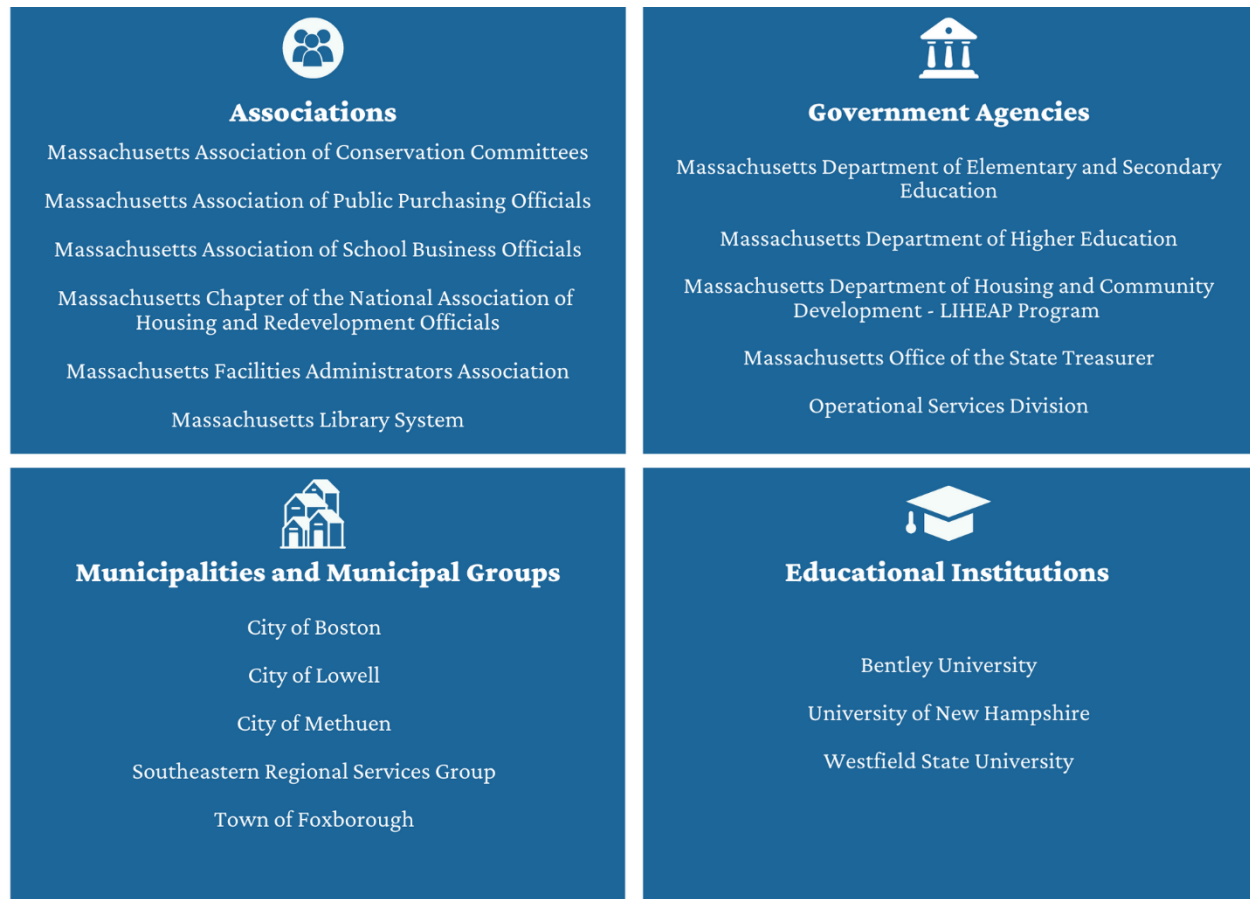 Associations
Massachusetts Association of Conservation Committees
Massachusetts Association of Public Purchasing Officials
Massachusetts Association of School Business Officials
Massachusetts Chapter of the National Association of
Housing and Redevelopment Officials
Massachusetts Facilities Administrators Association
Massachusetts Library System
Government Agencies
Massachusetts Department of Elementary and Secondary
Education
Massachusetts Department of Higher Education
Massachusetts Department of Housing and Community
Development - LIHEAP Program
Massachusetts Office of the State Treasurer
Operational Services Division
Municipalities and Municipal Groups
City of Boston
City of Lowell
City of Methuen
Southeastern Regional Services Group
Town of Foxborough
Educational Institutions
Bentley University
University of New Hampshire
Westfield State University